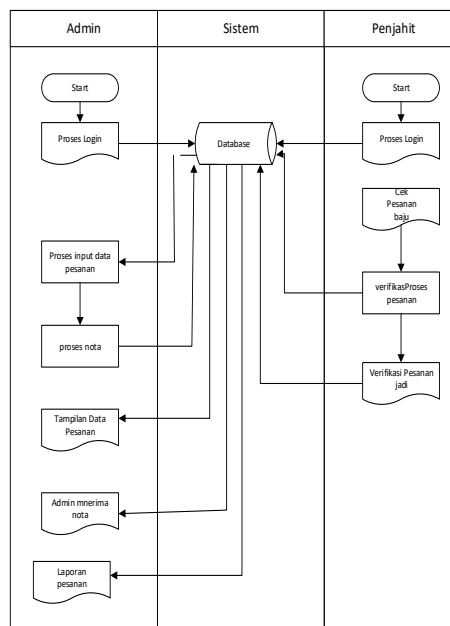 Admin
Sistem
Penjahit
Start
Start
Proses Login
Database
Proses Login
Cek
Pesanan
baju
Proses input data
pesanan
verifikasProses
pesanan
proses nota
Verifikasi Pesanan
jadi
Tampilan Data
Pesanan
Admin mnerima
nota
Laporan
pesanan